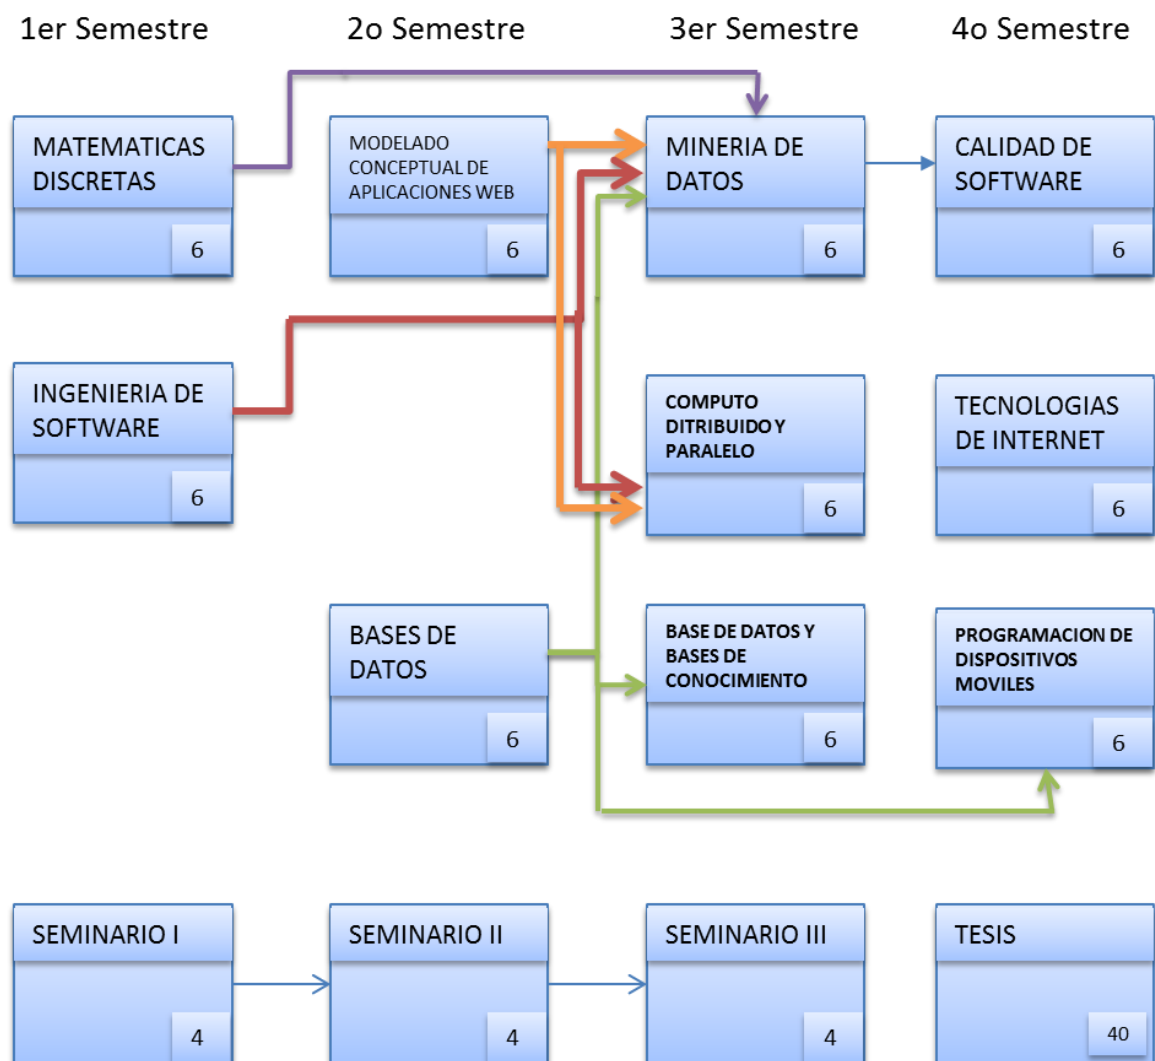 1er Semestre
2o Semestre
3er Semestre
4o Semestre
MATEMATICAS
DISCRETAS
6
MODELADO
CONCEPTUAL DE
APLICACIONES WEB
6
MINERIA DE
DATOS
6
CALIDAD DE
SOFTWARE
6
INGENIERIA DE
SOFTWARE
6
COMPUTO
DITRIBUIDO Y
PARALELO
6
TECNOLOGIAS
DE INTERNET
6
BASES DE
DATOS
6
BASE DE DATOS Y
BASES DE
CONOCIMIENTO
6
PROGRAMACION DE
DISPOSITIVOS
MOVILES
6
SEMINARIO I
4
SEMINARIO II
4
SEMINARIO III
4
TESIS
40